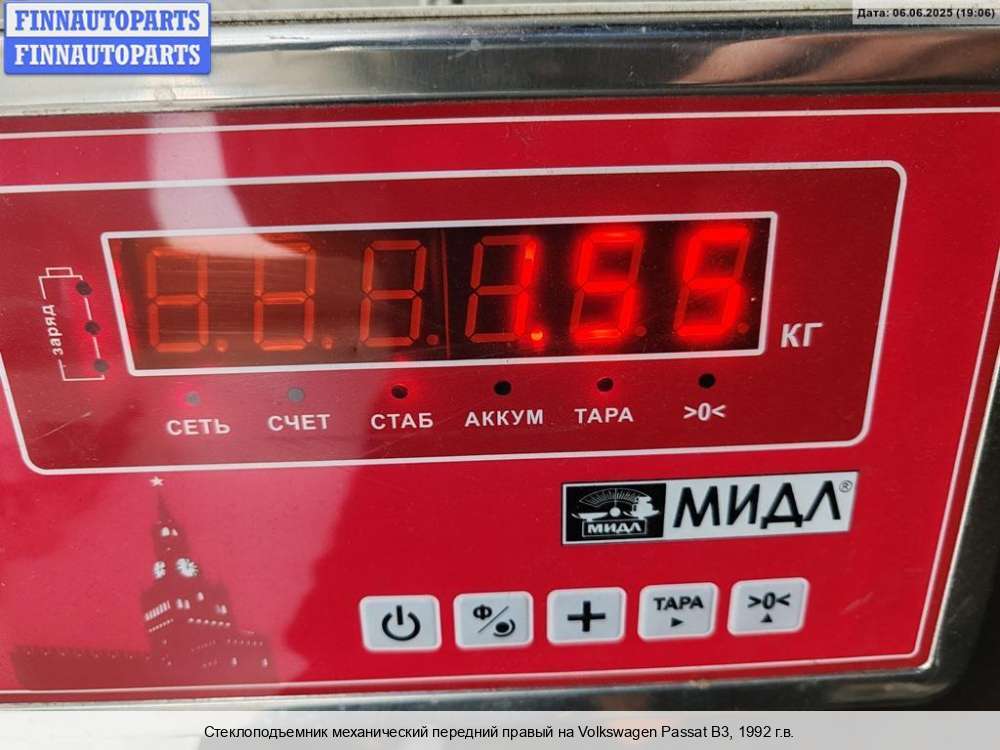 FINNAUTOPARTS
FINNAUTOPARTS
Дата: 06.06.2025 (19:06)
заряд
1.55
КГ
СЕТЬ СЧЕТ СТАБ АККУМ ТАРА >0<
МИДЛ МИДЛ®
Ф ТАРА >0<
Стеклоподъемник механический передний правый на Volkswagen Passat B3, 1992 г.в.